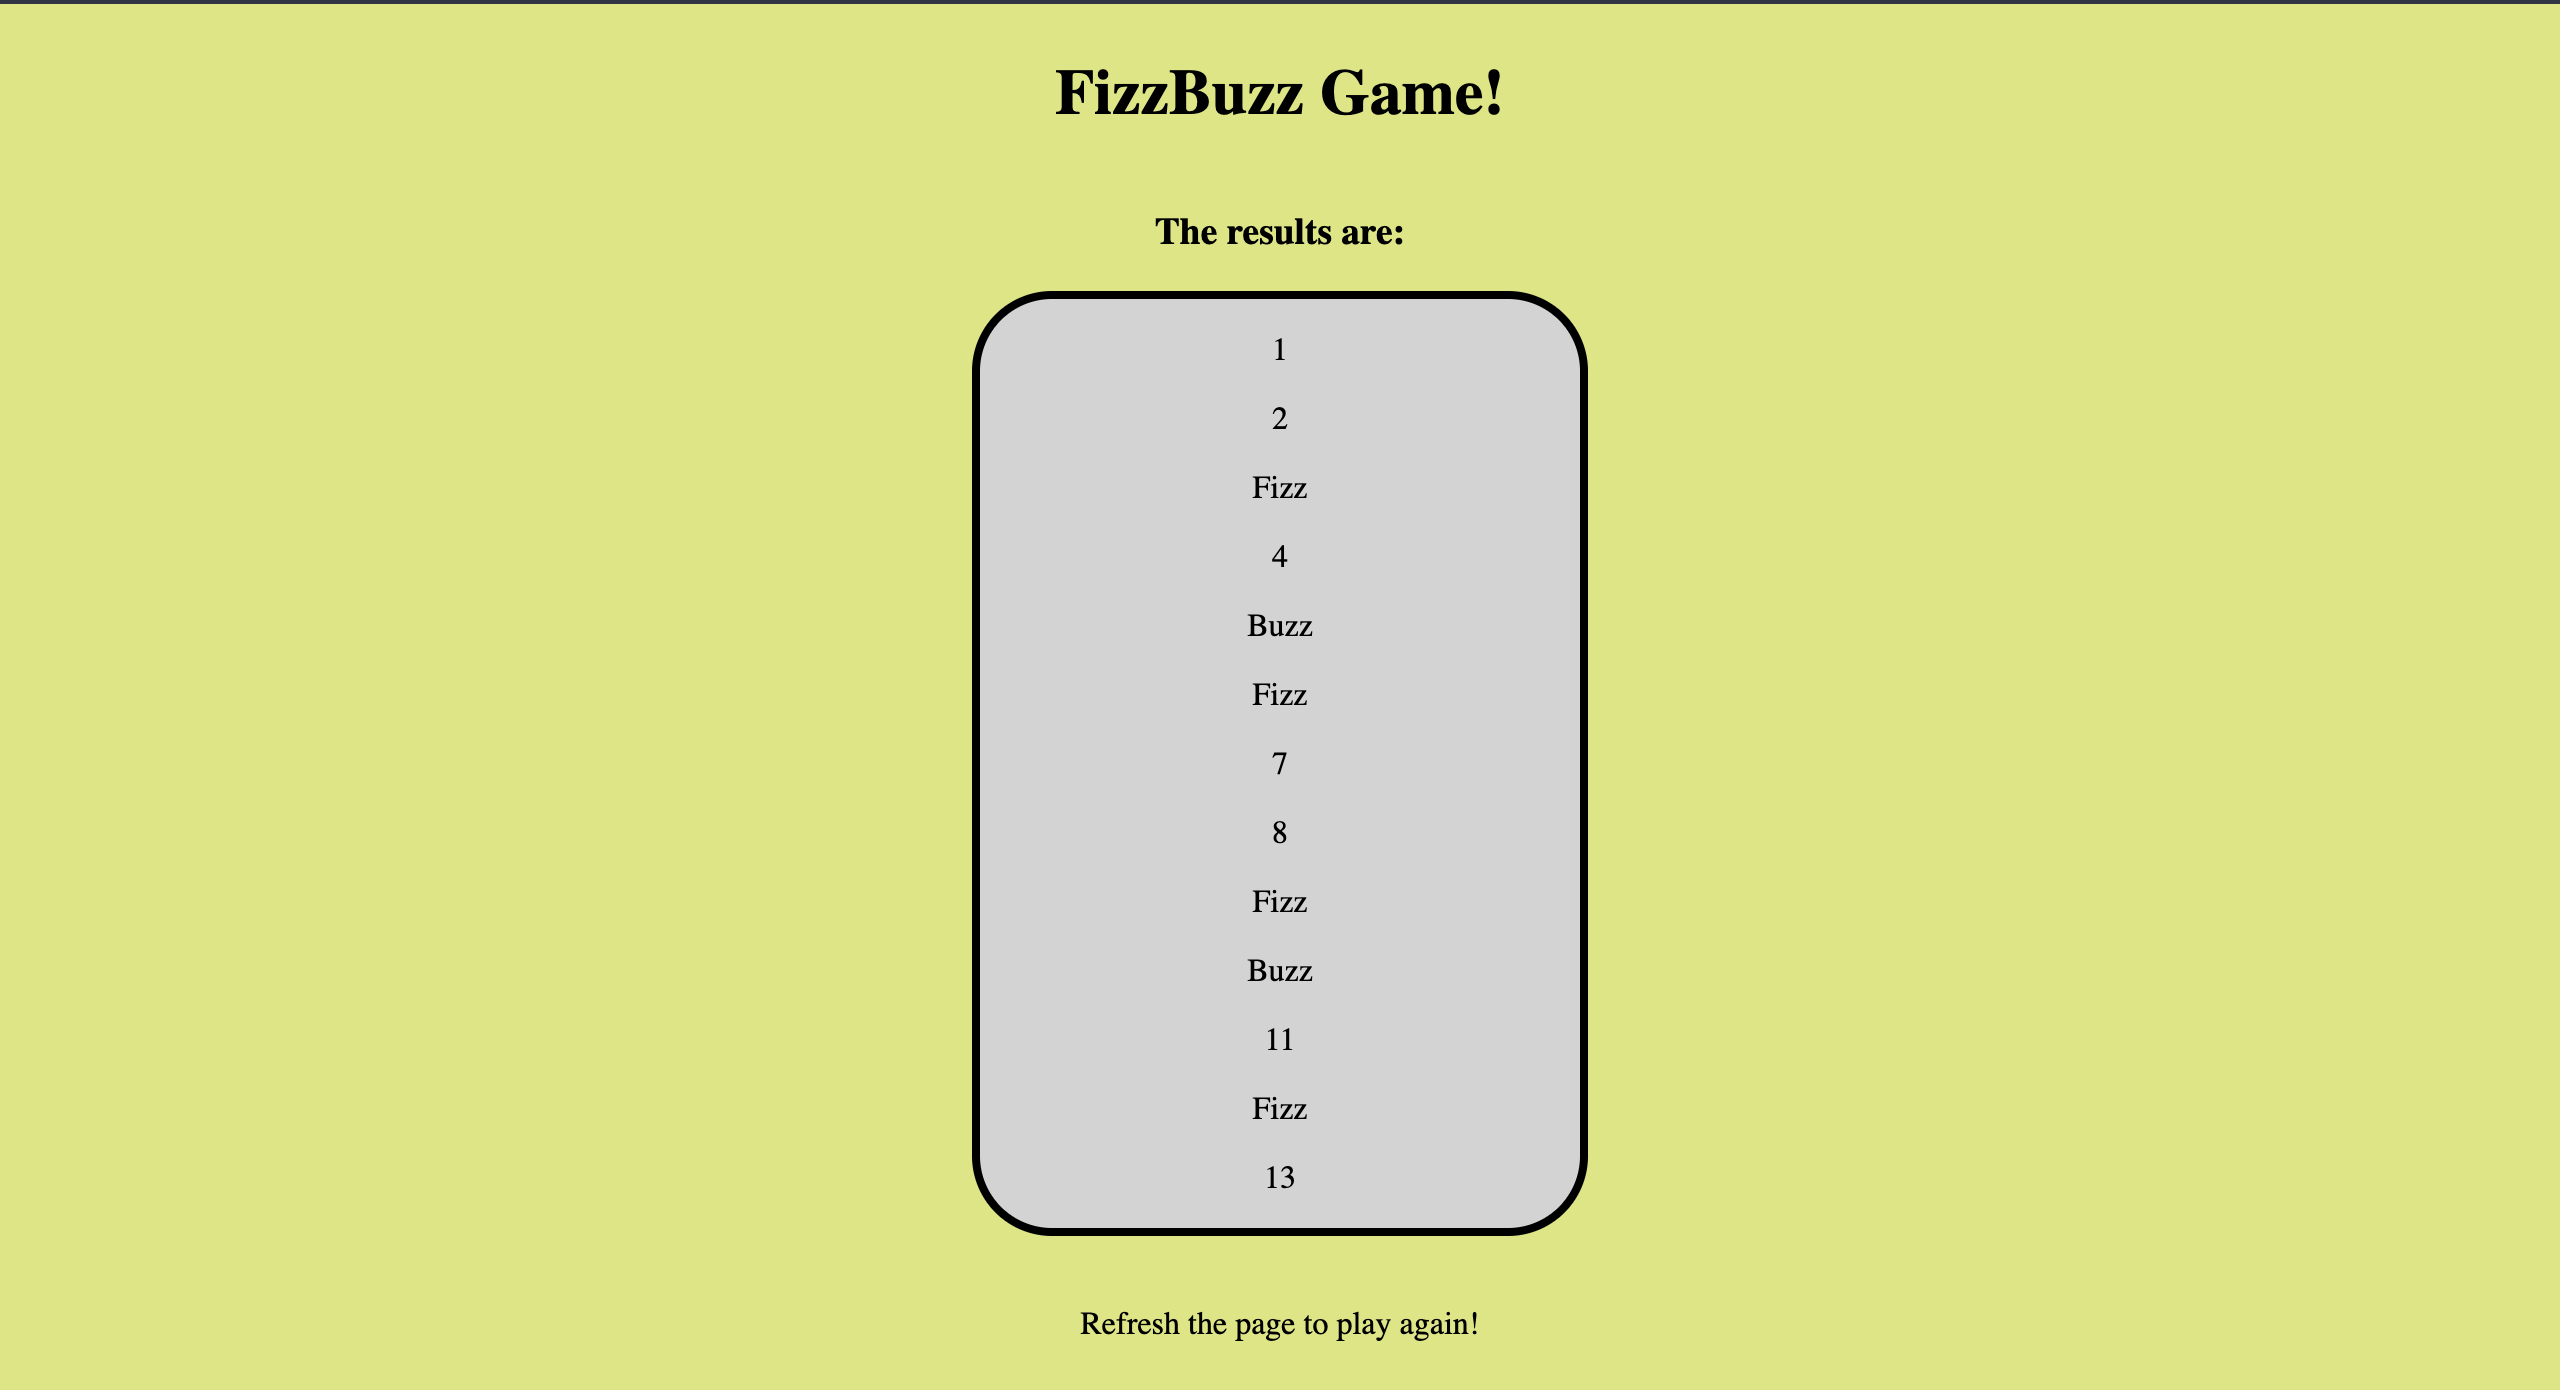 FizzBuzz Game!
The results are:
1
2
Fizz
4
Buzz
Fizz
7
8
Fizz
Buzz
11
Fizz
13
Refresh the page to play again!